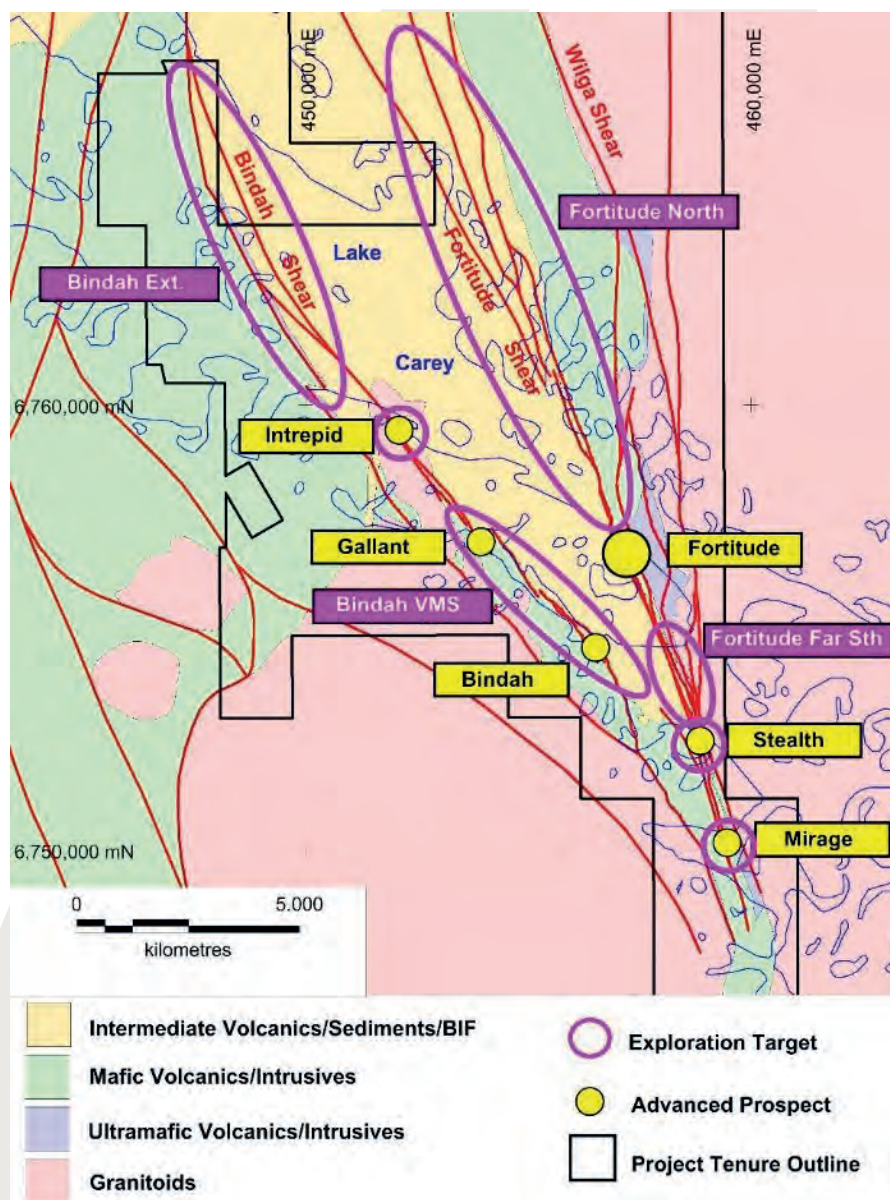 450,000 mE
460,000 mE
Wilga Shear
Bindah
Shear
Fortitude North
Fortitude
Shear
Lake
Bindah Ext.
Carey
6,760,000 mN
Intrepid
Gallant
Fortitude
Bindah VMS
Fortitude Far Sth
Bindah
Stealth
Mirage
6,750,000 mN
0 5.000
kilometres
Intermediate Volcanics/Sediments/BIF
Mafic Volcanics/Intrusives
Ultramafic Volcanics/Intrusives
Granitoids
Exploration Target
Advanced Prospect
Project Tenure Outline